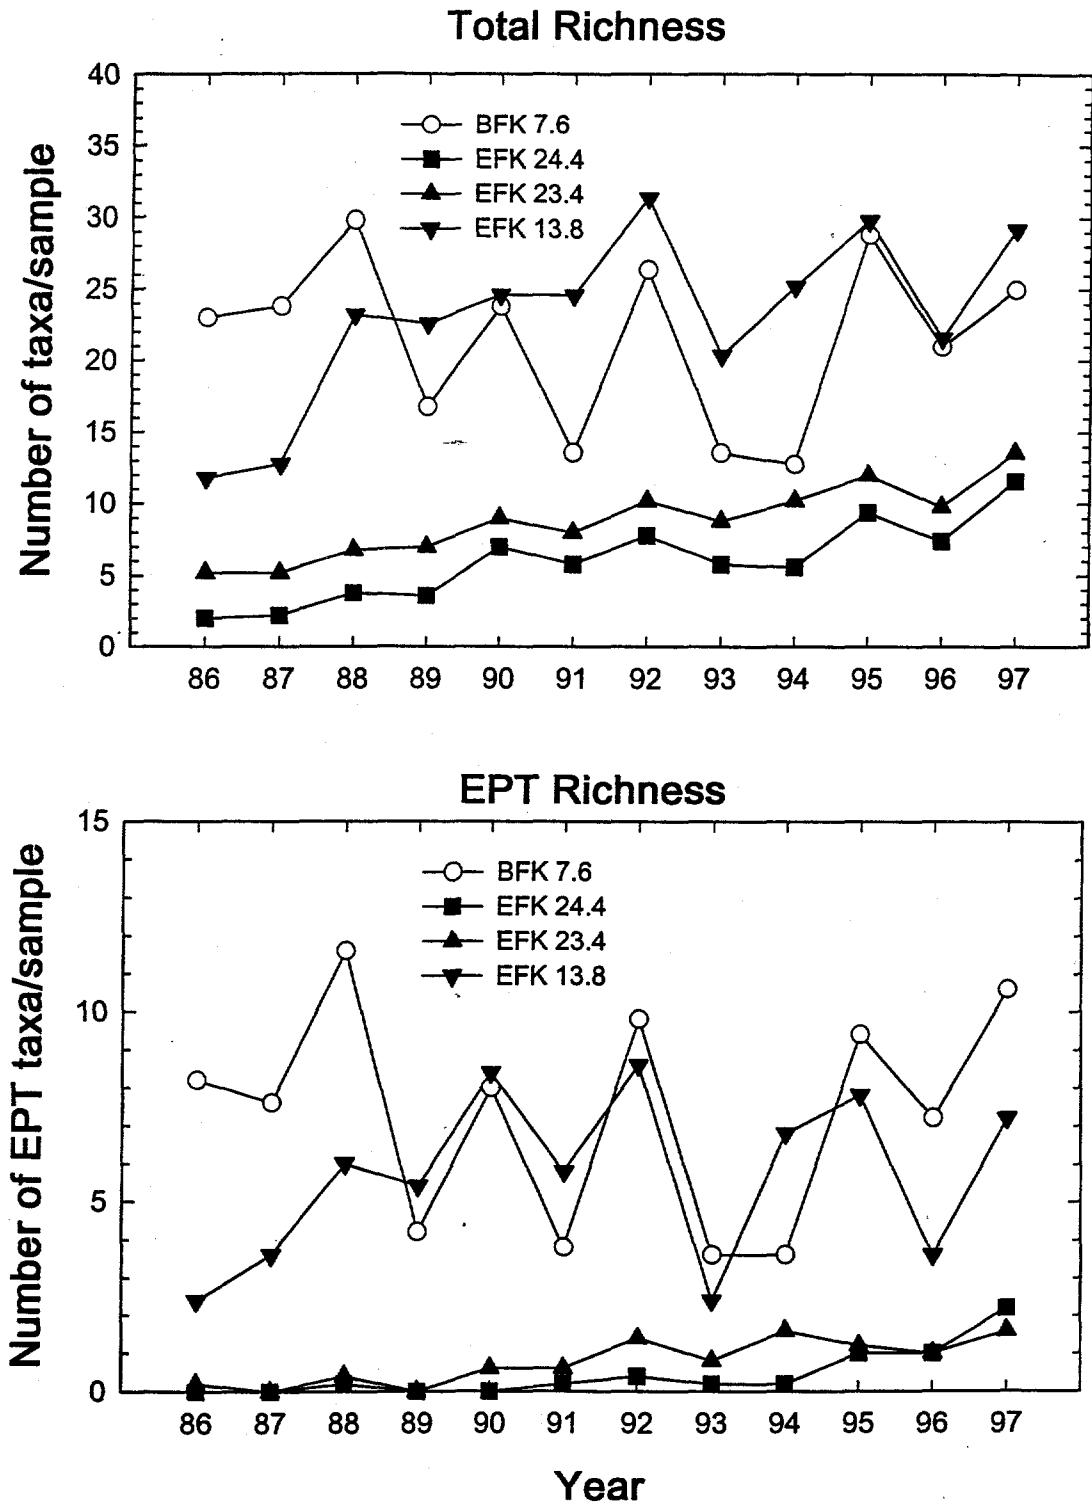 Total Richness
Number of taxa/sample
40
35
30
25
20
15
10
5
0
BFK 7.6
EFK 24.4
EFK 23.4
EFK 13.8
86 87 88 89 90 91 92 93 94 95 96 97
EPT Richness
Number of EPT taxa/sample
15
10
5
0
BFK 7.6
EFK 24.4
EFK 23.4
EFK 13.8
86 87 88 89 90 91 92 93 94 95 96 97
Year